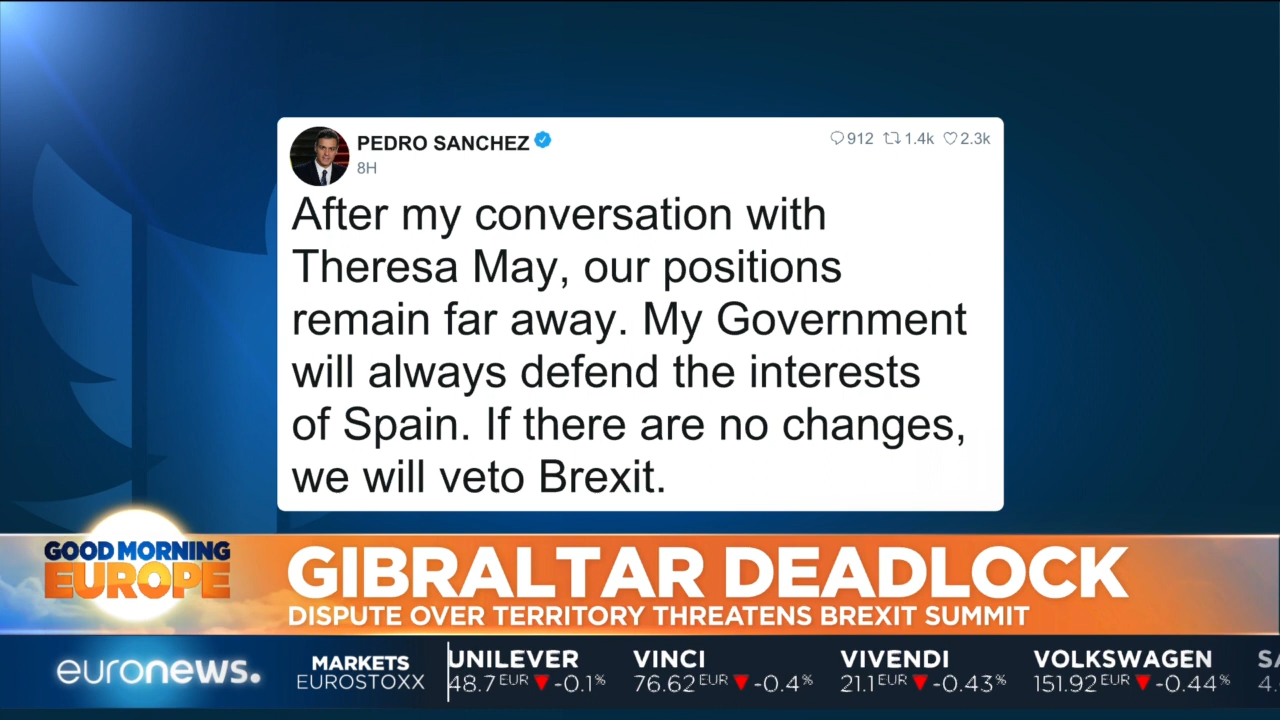 PEDRO SANCHEZ
912 1.4k 2.3k
8H
After my conversation with
Theresa May, our positions
remain far away. My Government
will always defend the interests
of Spain. If there are no changes,
we will veto Brexit.
GOOD MORNING
EUROPE
GIBRALTAR DEADLOCK
DISPUTE OVER TERRITORY THREATENS BREXIT SUMMIT
euronews.
MARKETS
EUROSTOXX
UNILEVER
48.7 EUR -0.1%
VINCI
76.62 EUR -0.4%
VIVENDI
21.1 EUR -0.43%
VOLKSWAGEN
151.92 EUR -0.44%